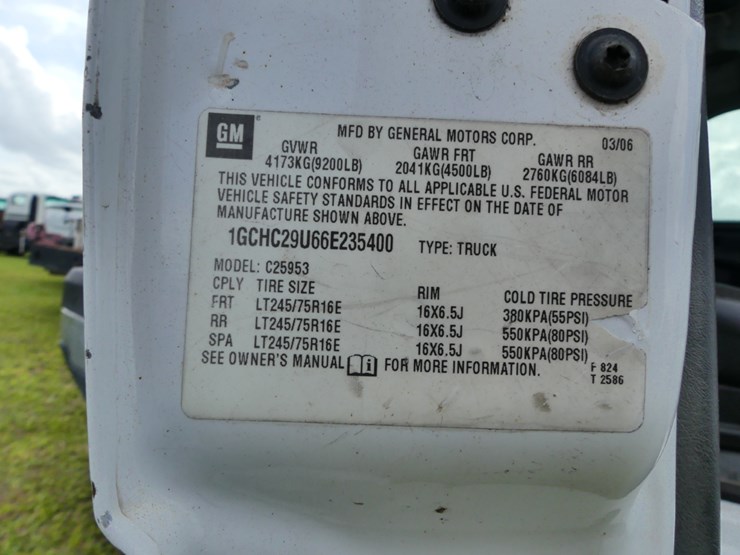 GM MFD BY GENERAL MOTORS CORP. 03/06
GVWR GAWR FRT GAWR RR
4173KG(9200LB) 2041KG(4500LB) 2760KG(6084LB)
THIS VEHICLE CONFORMS TO ALL APPLICABLE U.S. FEDERAL MOTOR
VEHICLE SAFETY STANDARDS IN EFFECT ON THE DATE OF
MANUFACTURE SHOWN ABOVE.
1GCHC29U66E235400 TYPE: TRUCK
MODEL: C25953
CPLY TIRE SIZE RIM COLD TIRE PRESSURE
FRT LT245/75R16E 16X6.5J 380KPA(55PSI)
RR LT245/75R16E 16X6.5J 550KPA(80PSI)
SPA LT245/75R16E 16X6.5J 550KPA(80PSI)
SEE OWNER'S MANUAL i FOR MORE INFORMATION. F 824
T 2586